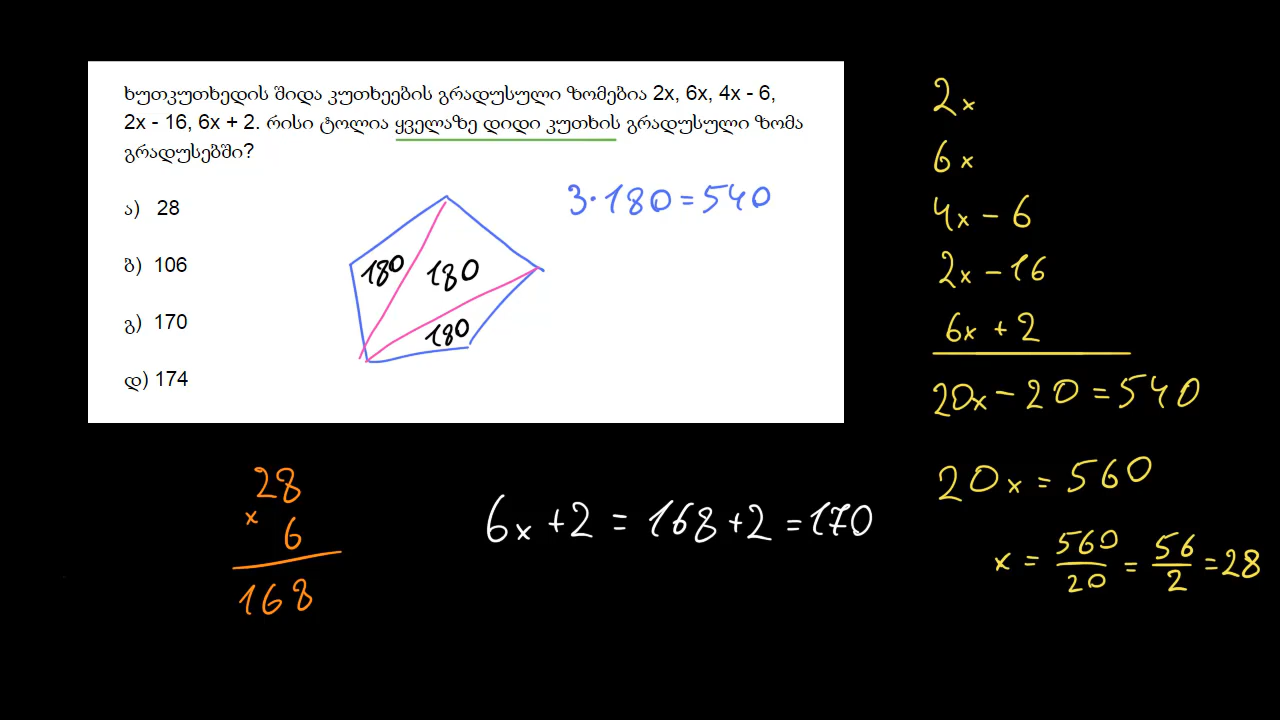 ხუთკუთხედის შიდა კუთხეების გრადუსული ზომებია 2x, 6x, 4x - 6,
2x - 16, 6x + 2. რისი ტოლია ყველაზე დიდი კუთხის გრადუსული ზომა
გრადუსებში?
ა) 28
ბ) 106
გ) 170
დ) 174
180
180
180
3·180=540
2x
6x
4x - 6
2x - 16
6x + 2
20x - 20 = 540
20x = 560
x = 560/20 = 56/2 = 28
28
x 6
168
6x + 2 = 168 + 2 = 170